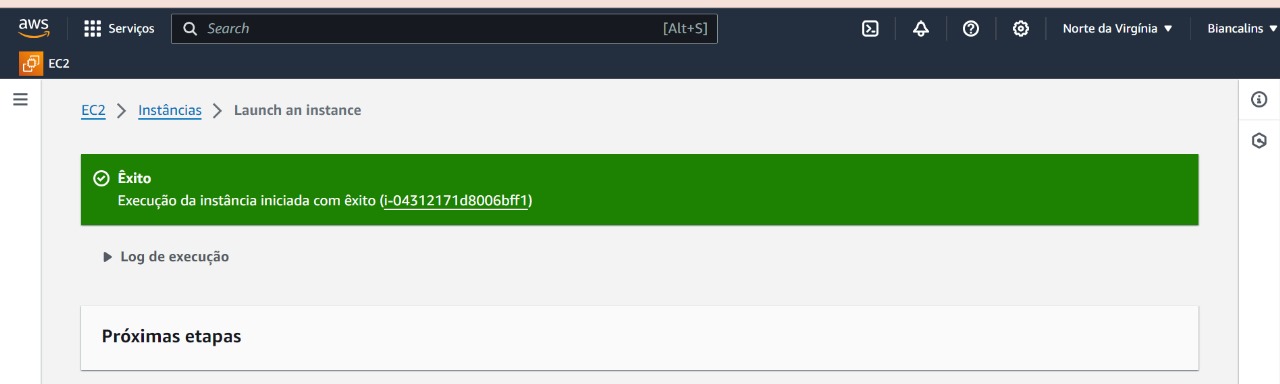 aws
Serviços
Search [Alt+S]
Norte da Virgínia
Biancalins
EC2
EC2 Instâncias Launch an instance
Êxito
Execução da instância iniciada com êxito (i-04312171d8006bff1)
Log de execução
Próximas etapas